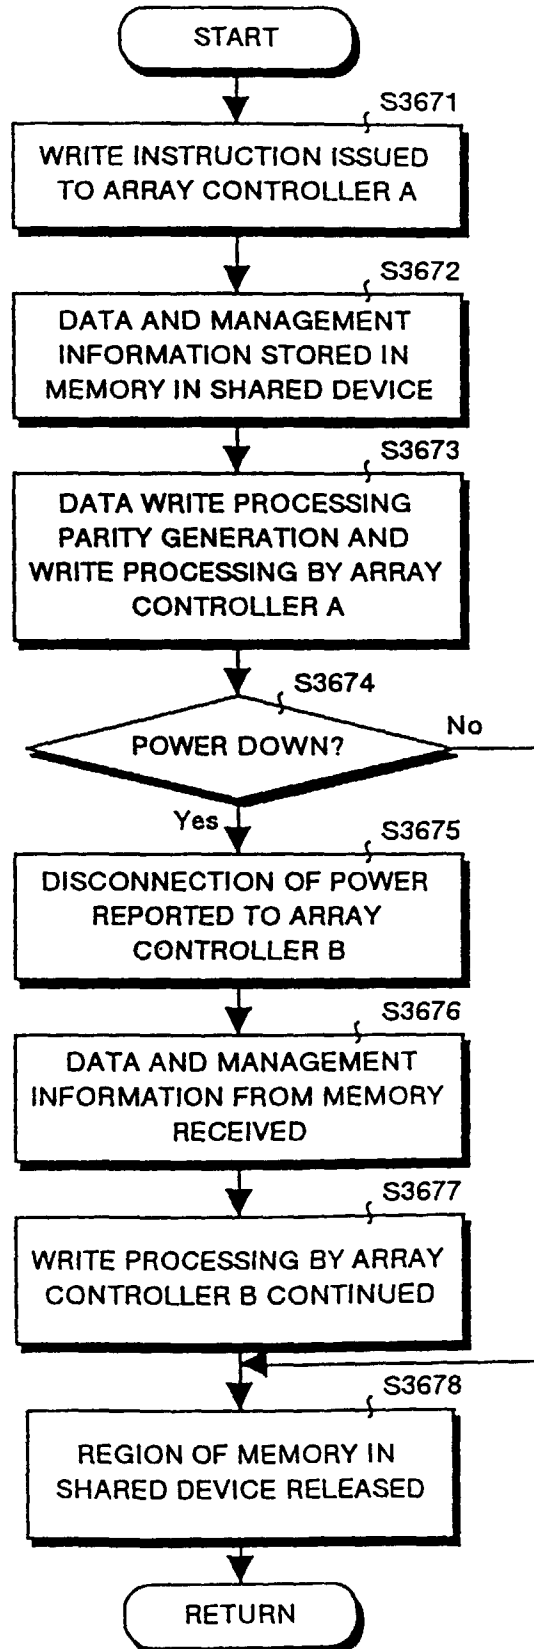 START
S3671
WRITE INSTRUCTION ISSUED
TO ARRAY CONTROLLER A
S3672
DATA AND MANAGEMENT
INFORMATION STORED IN
MEMORY IN SHARED DEVICE
S3673
DATA WRITE PROCESSING
PARITY GENERATION AND
WRITE PROCESSING BY ARRAY
CONTROLLER A
S3674
POWER DOWN?
No
Yes
S3675
DISCONNECTION OF POWER
REPORTED TO ARRAY
CONTROLLER B
S3676
DATA AND MANAGEMENT
INFORMATION FROM MEMORY
RECEIVED
S3677
WRITE PROCESSING BY ARRAY
CONTROLLER B CONTINUED
S3678
REGION OF MEMORY IN
SHARED DEVICE RELEASED
RETURN